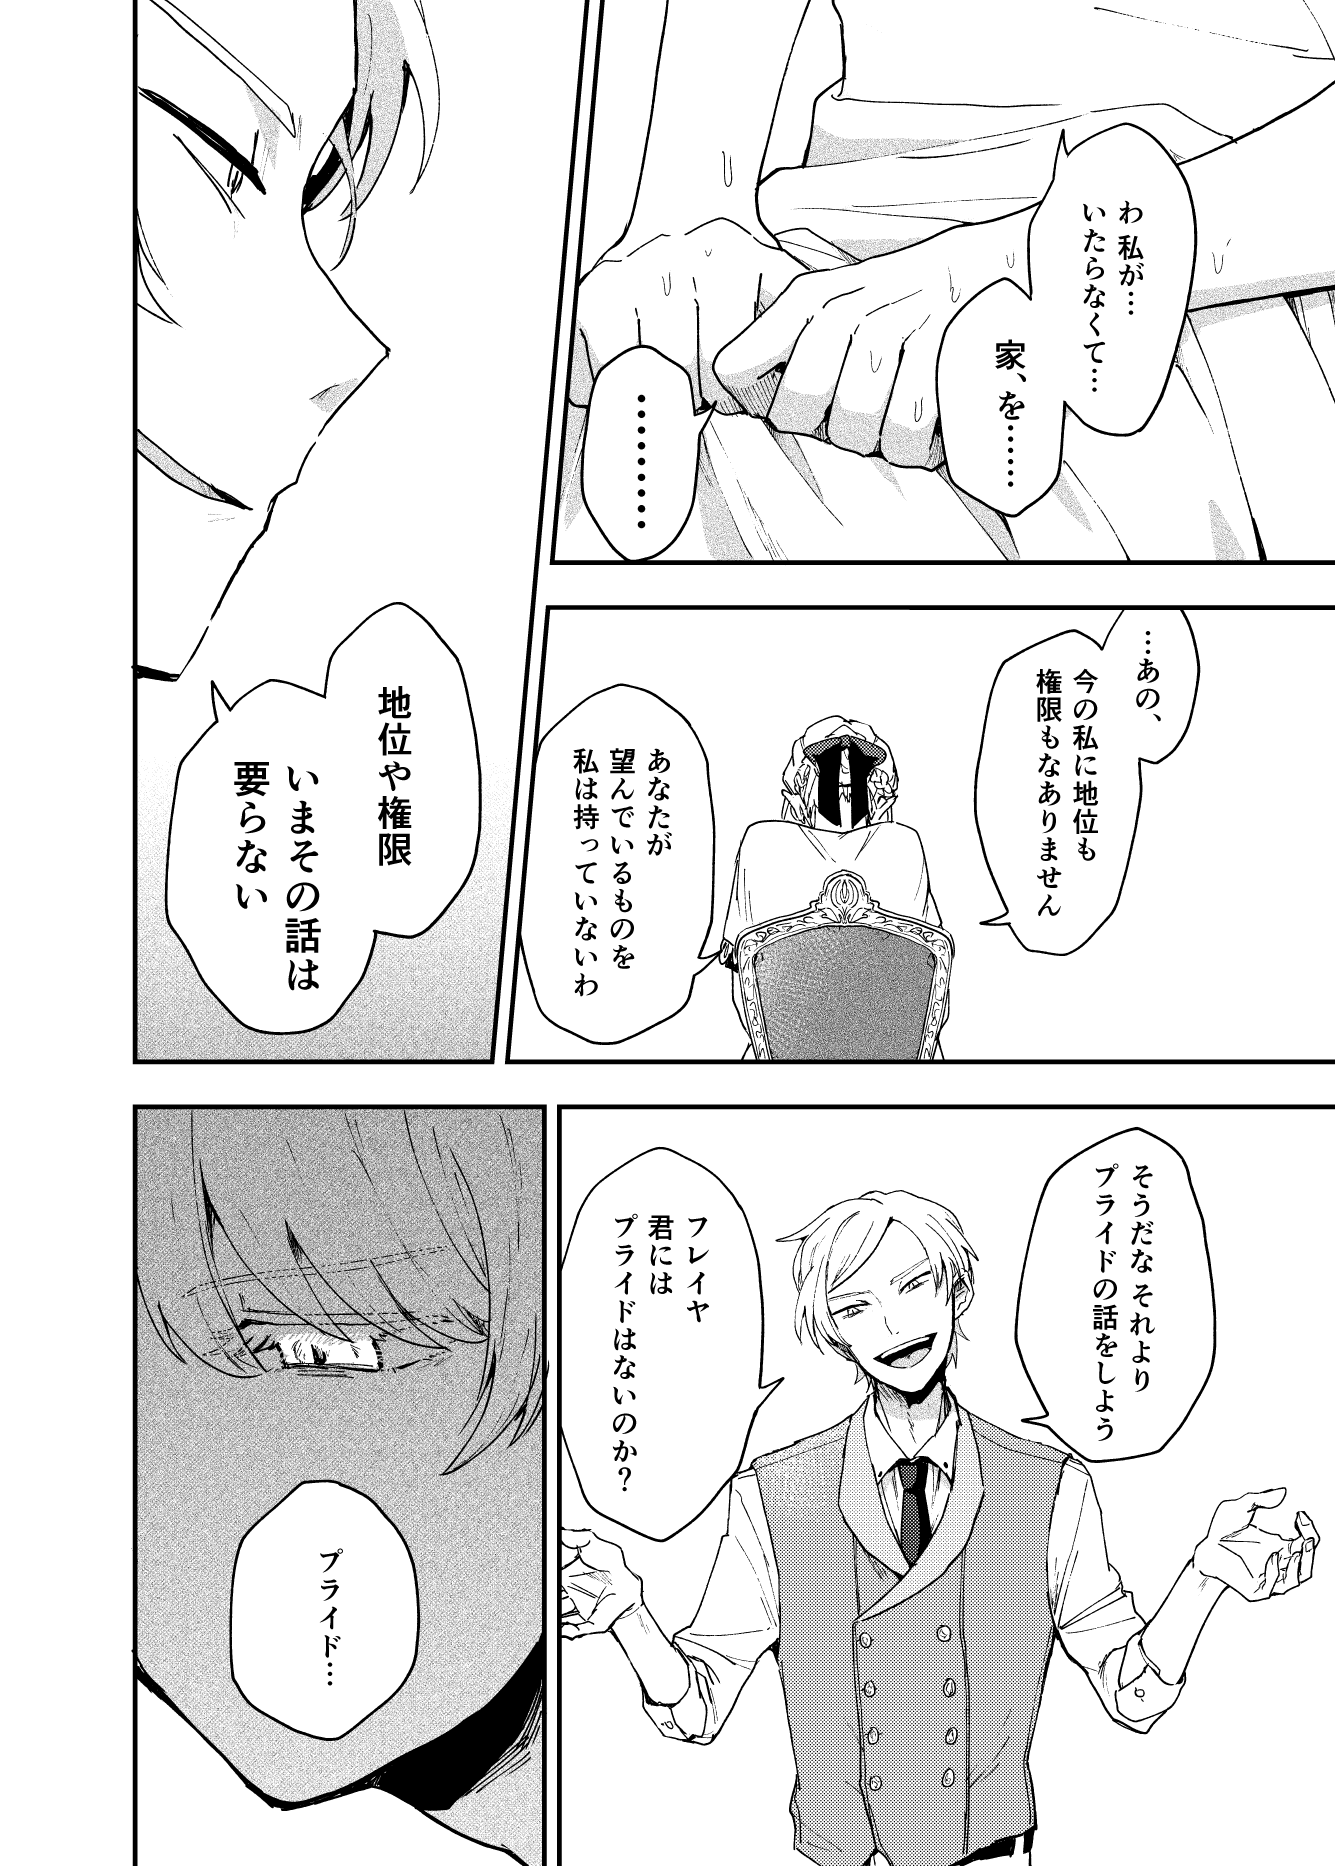 わ 私が…
いたらなくて…
家、を……
………
…あの、
今の私に地位も
権限もなありません
あなたが
望んでいるものを
私は持っていないわ
地位や権限
いまその話は
要らない
そうだな それより
プライドの話をしよう
フレイヤ
君には
プライドはないのか？
プライド…